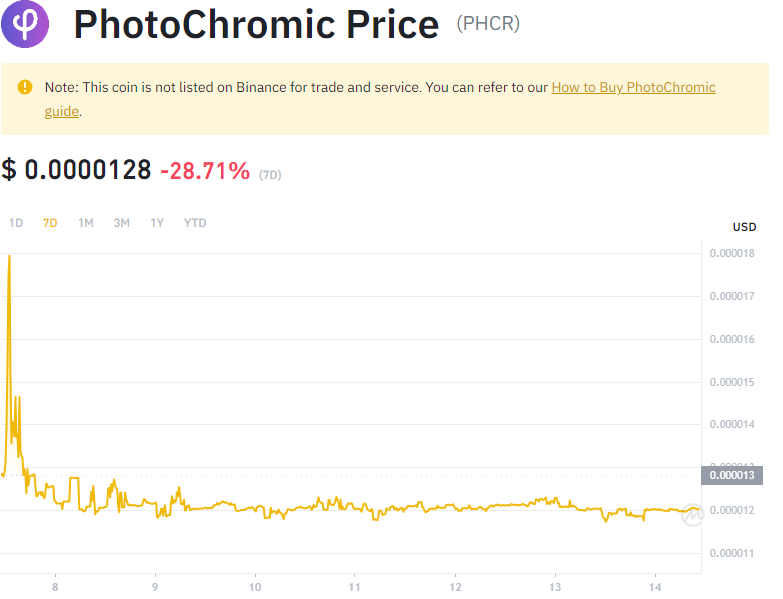 PhotoChromic Price (PHCR)
Note: This coin is not listed on Binance for trade and service. You can refer to our How to Buy PhotoChromic
guide.
$ 0.0000128 -28.71% (7D)
1D 7D 1M 3M 1Y YTD
USD
0.000018
0.000017
0.000016
0.000015
0.000014
0.000013
0.000012
0.000011
8 9 10 11 12 13 14